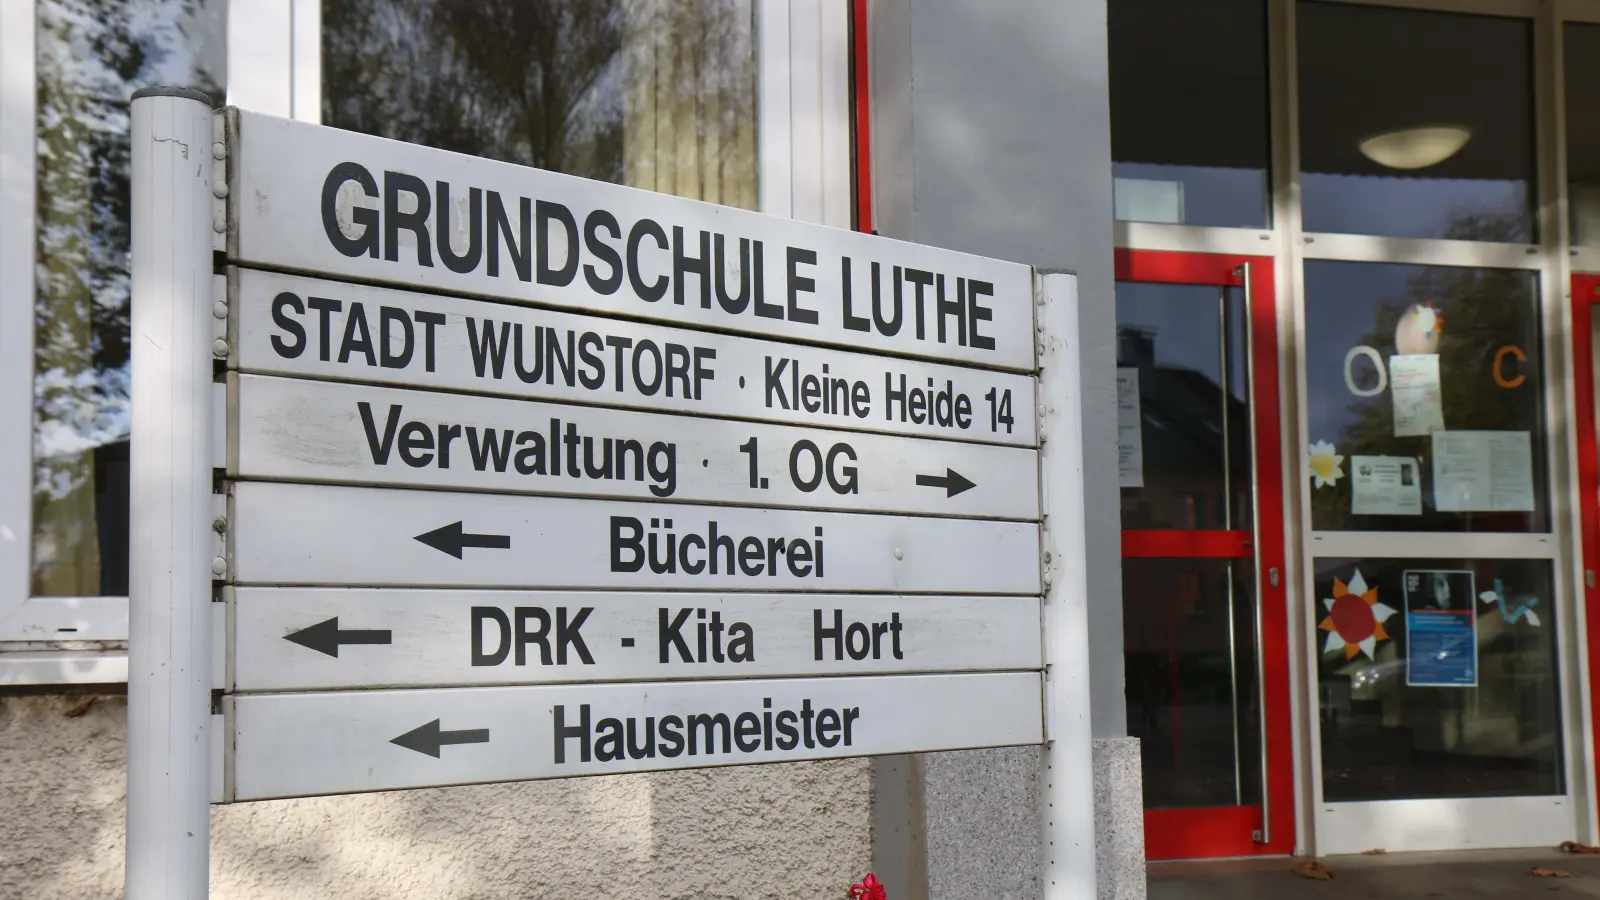 GRUNDSCHULE LUTHE
STADT WUNSTORF · Kleine Heide 14
Verwaltung · 1. OG →
← Bücherei
← DRK - Kita Hort
← Hausmeister
O C